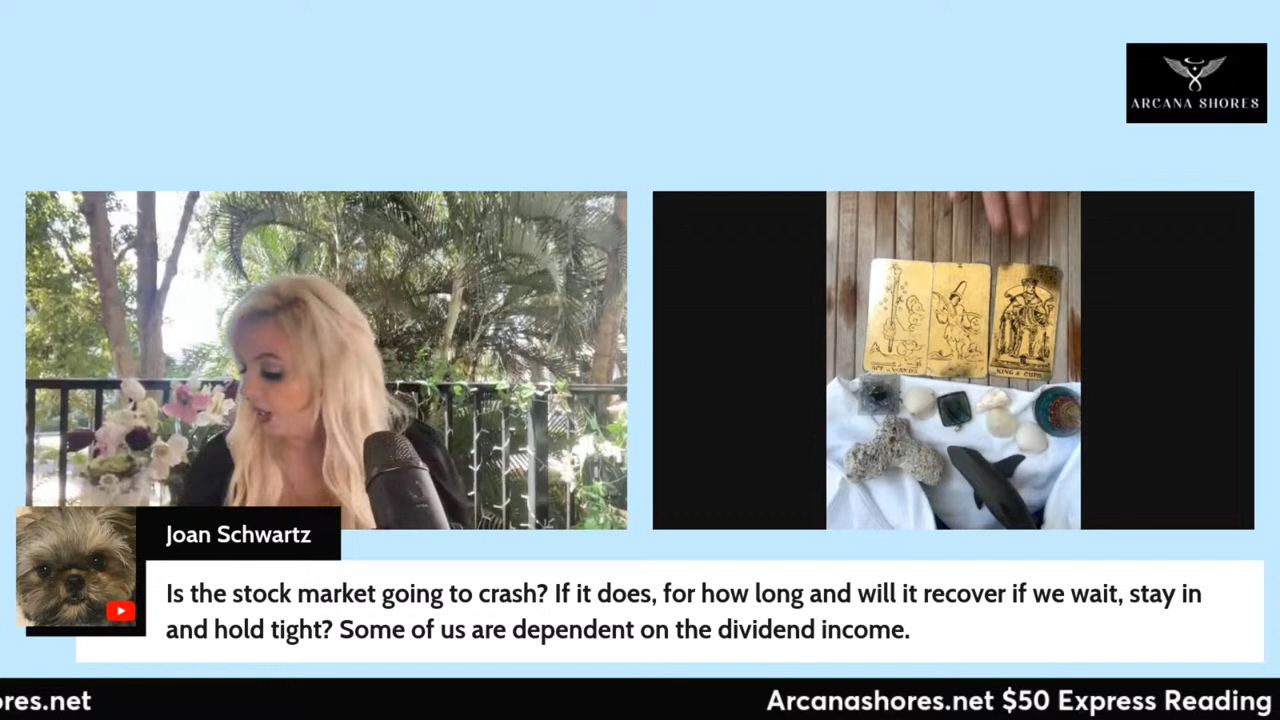 ARCANA SHORES
KING of CUPS
Joan Schwartz
Is the stock market going to crash? If it does, for how long and will it recover if we wait, stay in
and hold tight? Some of us are dependent on the dividend income.
ores.net
Arcanashores.net $50 Express Reading